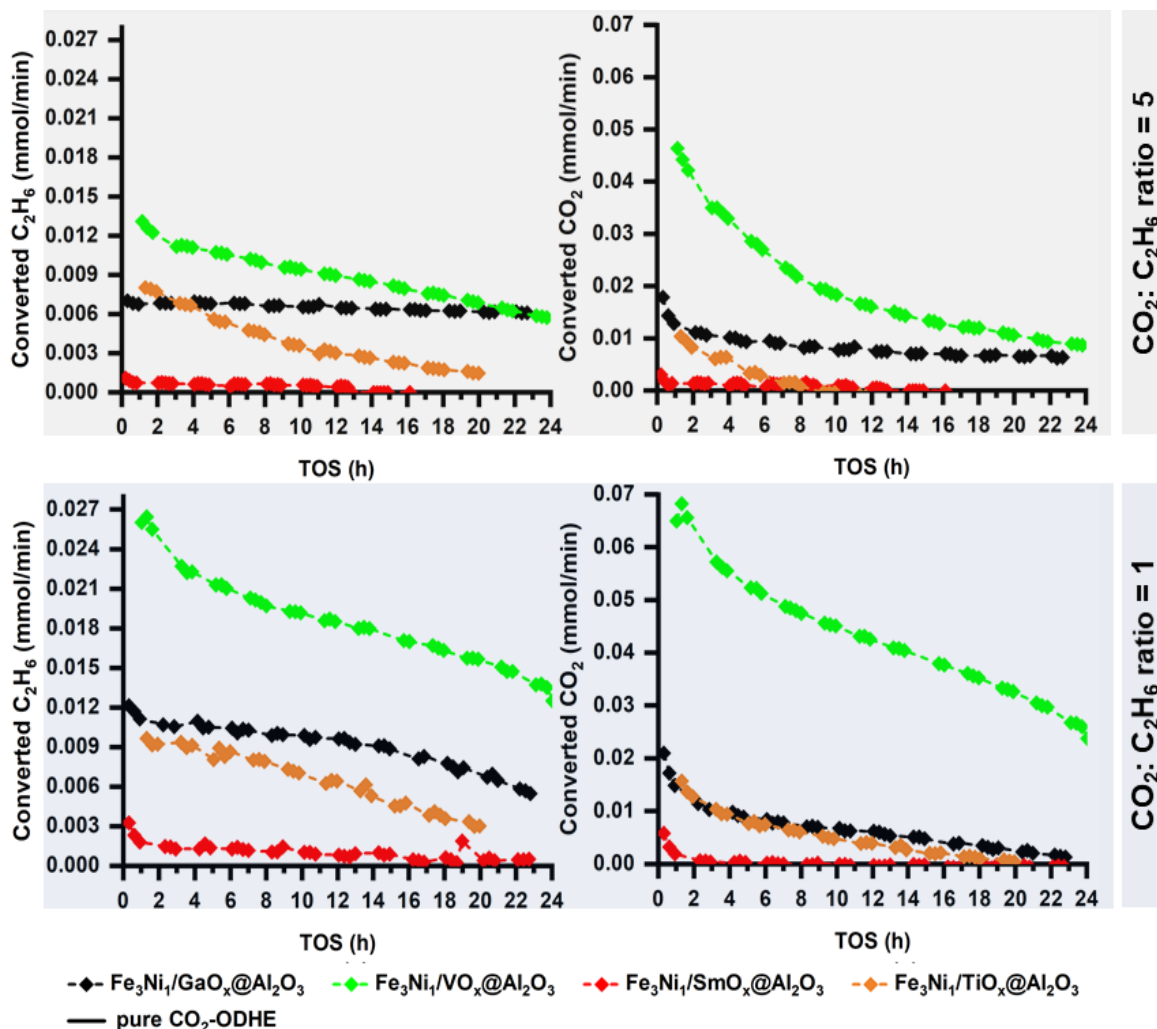 Converted C₂H₆ (mmol/min)
0.027
0.024
0.021
0.018
0.015
0.012
0.009
0.006
0.003
0.000
0 2 4 6 8 10 12 14 16 18 20 22 24
TOS (h)
Converted CO₂ (mmol/min)
0.07
0.06
0.05
0.04
0.03
0.02
0.01
0.00
0 2 4 6 8 10 12 14 16 18 20 22 24
TOS (h)
CO₂: C₂H₆ ratio = 5
Converted C₂H₆ (mmol/min)
0.027
0.024
0.021
0.018
0.015
0.012
0.009
0.006
0.003
0.000
0 2 4 6 8 10 12 14 16 18 20 22 24
TOS (h)
Converted CO₂ (mmol/min)
0.07
0.06
0.05
0.04
0.03
0.02
0.01
0.00
0 2 4 6 8 10 12 14 16 18 20 22 24
TOS (h)
CO₂: C₂H₆ ratio = 1
Fe₃Ni₁/GaOₓ@Al₂O₃ Fe₃Ni₁/VOₓ@Al₂O₃ Fe₃Ni₁/SmOₓ@Al₂O₃ Fe₃Ni₁/TiOₓ@Al₂O₃
pure CO₂-ODHE